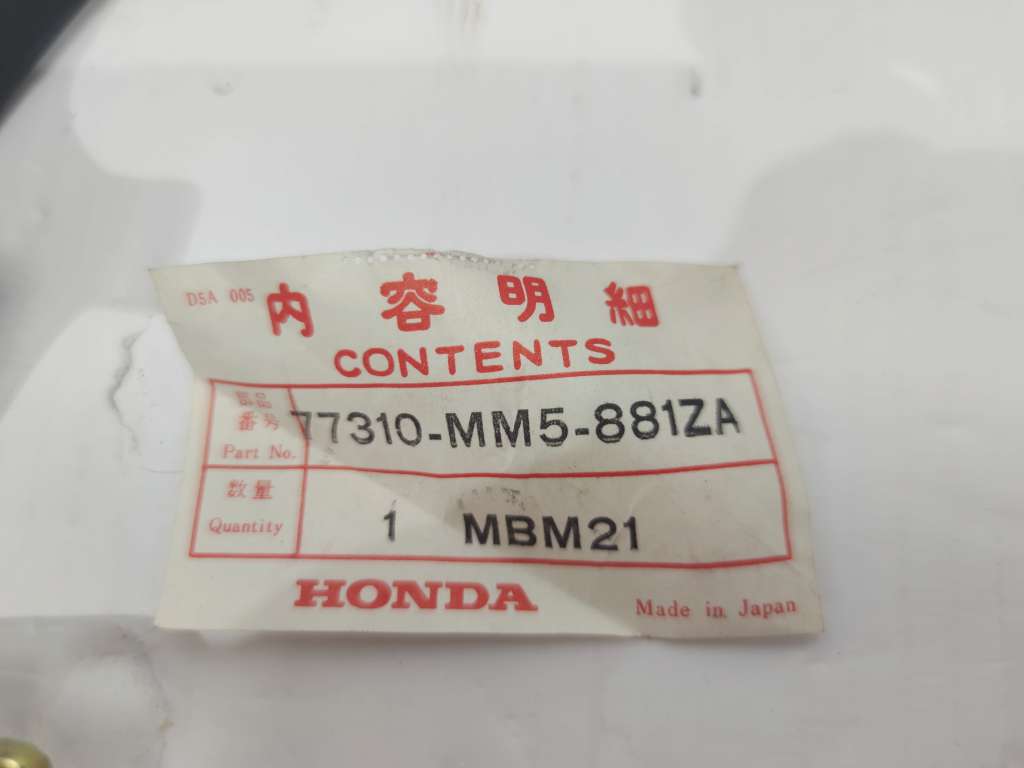 D5A 005
内容明細
CONTENTS
部品
番号
Part No.
77310-MM5-881ZA
数量
Quantity
1 MBM21
HONDA
Made in Japan